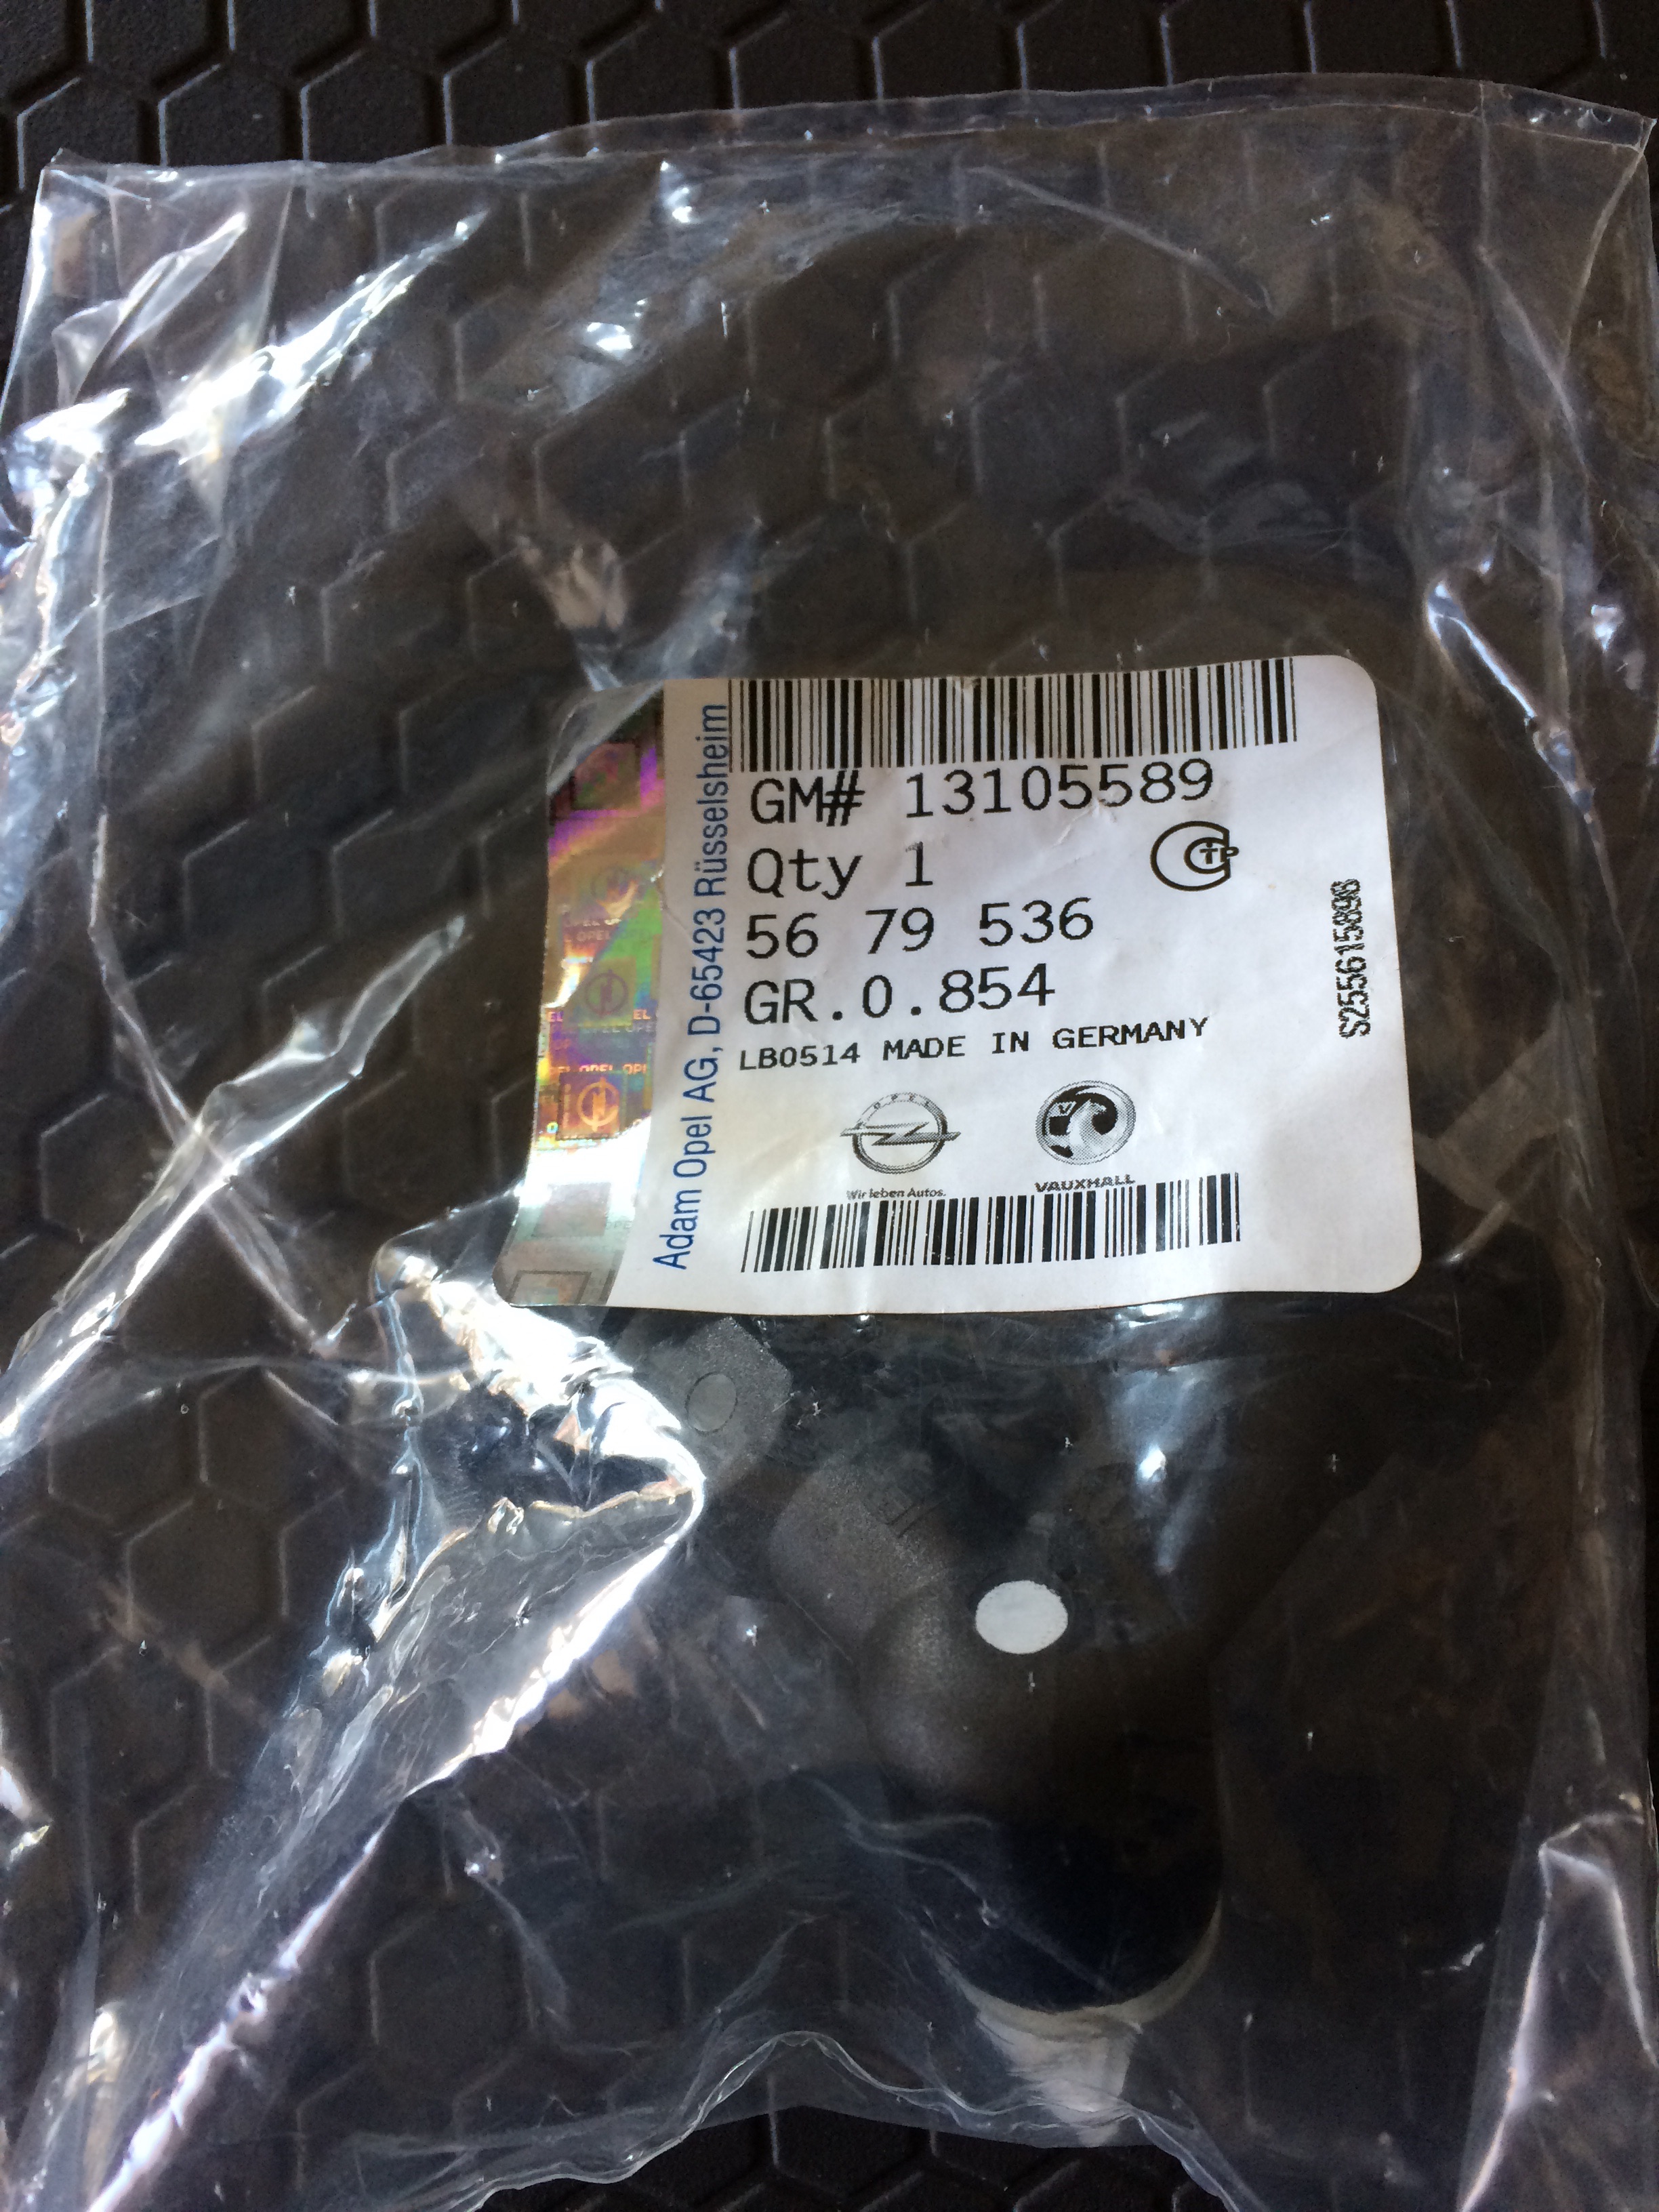 GM# 13105589
Qty 1
56 79 536
GR.0.854
LB0514 MADE IN GERMANY
OPEL
Wir leben Autos.
VAUXHALL
Adam Opel AG, D-65423 Rüsselsheim